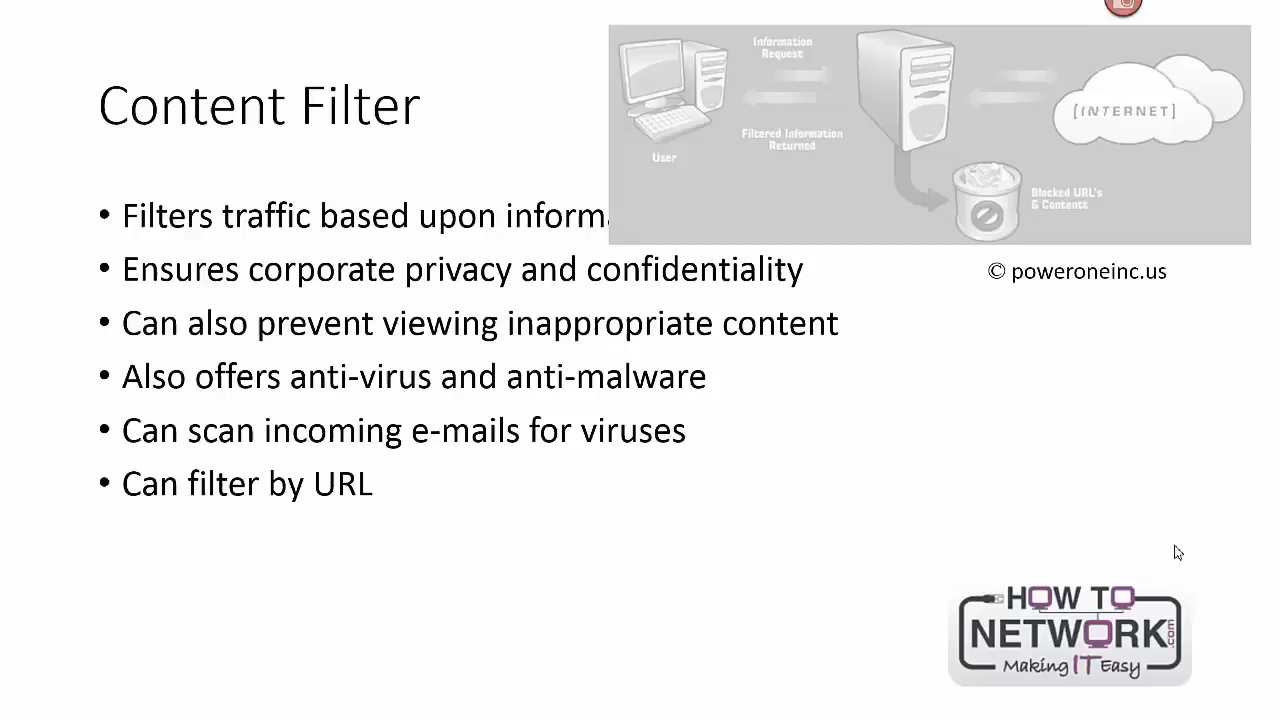 Content Filter
Information
Request
Filtered Information
Returned
User
[INTERNET]
Blocked URL's
& Contentt
• Filters traffic based upon
• Ensures corporate privacy and confidentiality
© poweroneinc.us
• Can also prevent viewing inappropriate content
• Also offers anti-virus and anti-malware
• Can scan incoming e-mails for viruses
• Can filter by URL
HOW TO
NETWORK.com
Making IT Easy